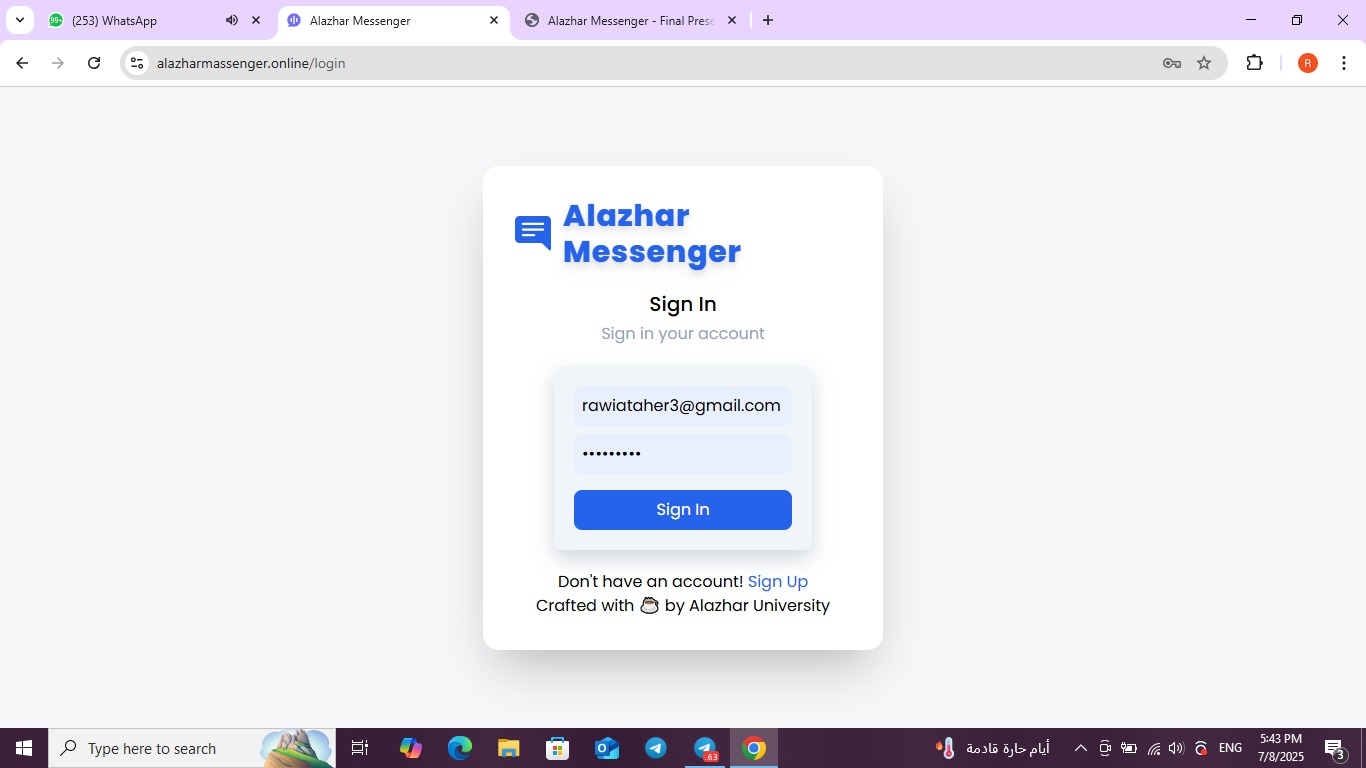 (253) WhatsApp
Alazhar Messenger
Alazhar Messenger - Final Prese
alazharmassenger.online/login
R
Alazhar
Messenger
Sign In
Sign in your account
rawiataher3@gmail.com
•••••••••
Sign In
Don't have an account! Sign Up
Crafted with ☕ by Alazhar University
Type here to search
.63
أيام حارة قادمة
ENG
5:43 PM
7/8/2025
3